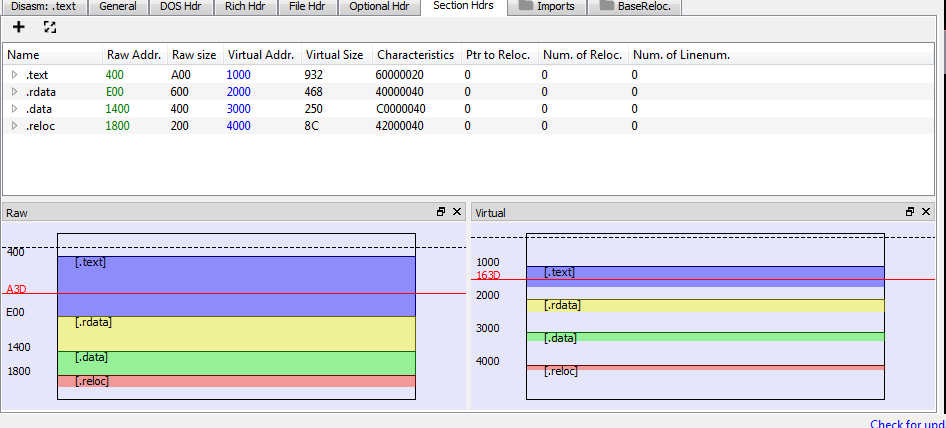 Disasm: .text General DOS Hdr Rich Hdr File Hdr Optional Hdr Section Hdrs Imports BaseReloc.
Name Raw Addr. Raw size Virtual Addr. Virtual Size Characteristics Ptr to Reloc. Num. of Reloc. Num. of Linenum.
.text 400 A00 1000 932 60000020 0 0 0
.rdata E00 600 2000 468 40000040 0 0 0
.data 1400 400 3000 250 C0000040 0 0 0
.reloc 1800 200 4000 8C 42000040 0 0 0
Raw
400
[.text]
A3D
E00
[.rdata]
1400
[.data]
1800
[.reloc]
Virtual
1000
[.text]
163D
2000
[.rdata]
3000
[.data]
4000
[.reloc]
Check for upd